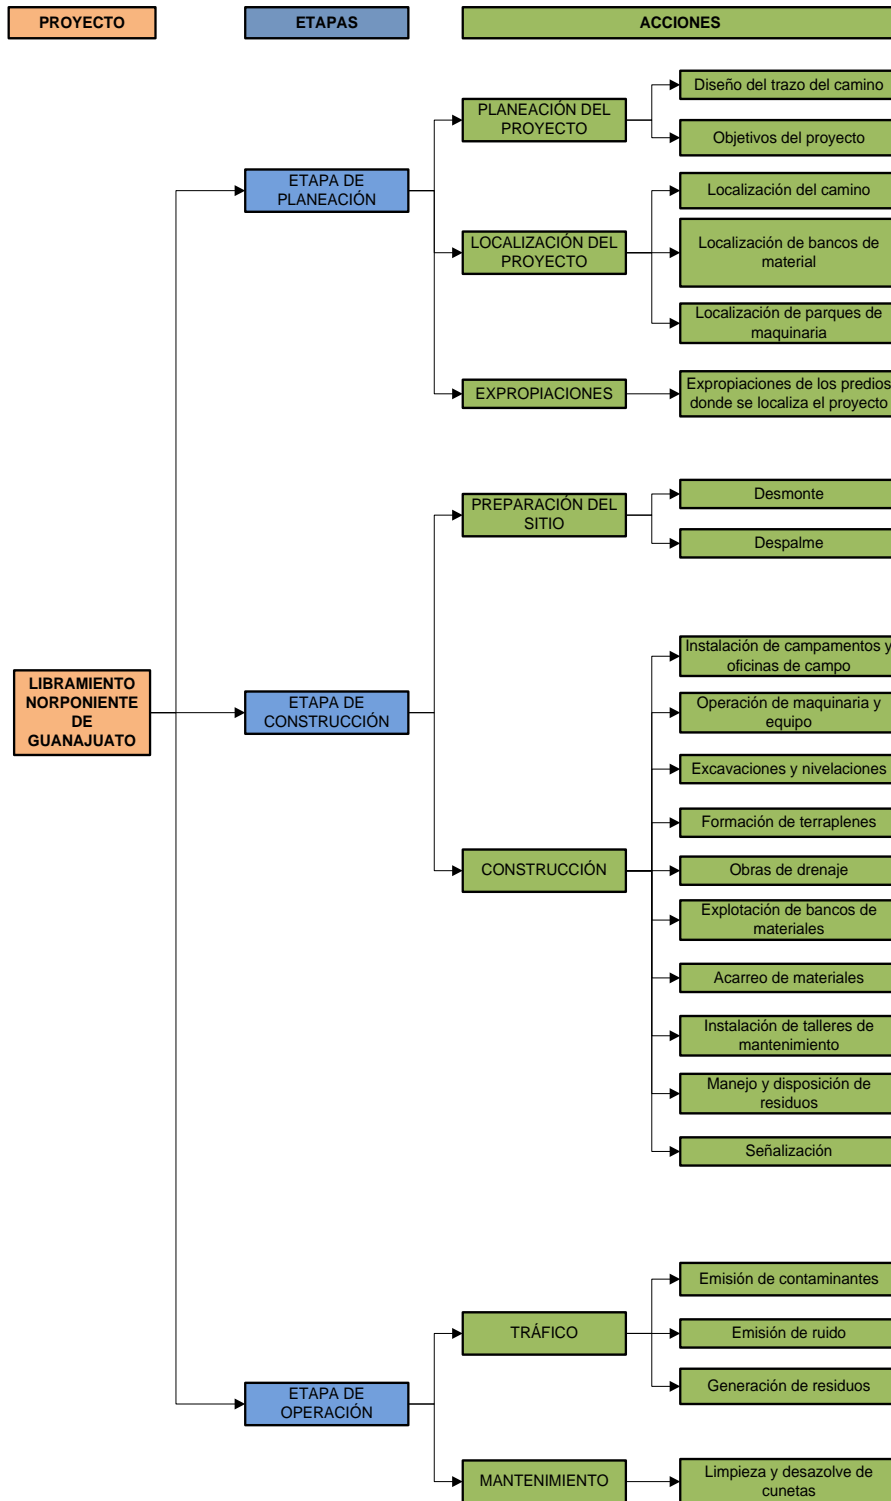 PROYECTO
ETAPAS
ACCIONES
PLANEACIÓN DEL
PROYECTO
Diseño del trazo del camino
Objetivos del proyecto
ETAPA DE
PLANEACIÓN
LOCALIZACIÓN DEL
PROYECTO
Localización del camino
Localización de bancos de
material
Localización de parques de
maquinaria
EXPROPIACIONES
Expropiaciones de los predios
donde se localiza el proyecto
PREPARACIÓN DEL
SITIO
Desmonte
Despalme
LIBRAMIENTO
NORPONIENTE
DE
GUANAJUATO
ETAPA DE
CONSTRUCCIÓN
CONSTRUCCIÓN
Instalación de campamentos y
oficinas de campo
Operación de maquinaria y
equipo
Excavaciones y nivelaciones
Formación de terraplenes
Obras de drenaje
Explotación de bancos de
materiales
Acarreo de materiales
Instalación de talleres de
mantenimiento
Manejo y disposición de
residuos
Señalización
ETAPA DE
OPERACIÓN
TRÁFICO
Emisión de contaminantes
Emisión de ruido
Generación de residuos
MANTENIMIENTO
Limpieza y desazolve de
cunetas